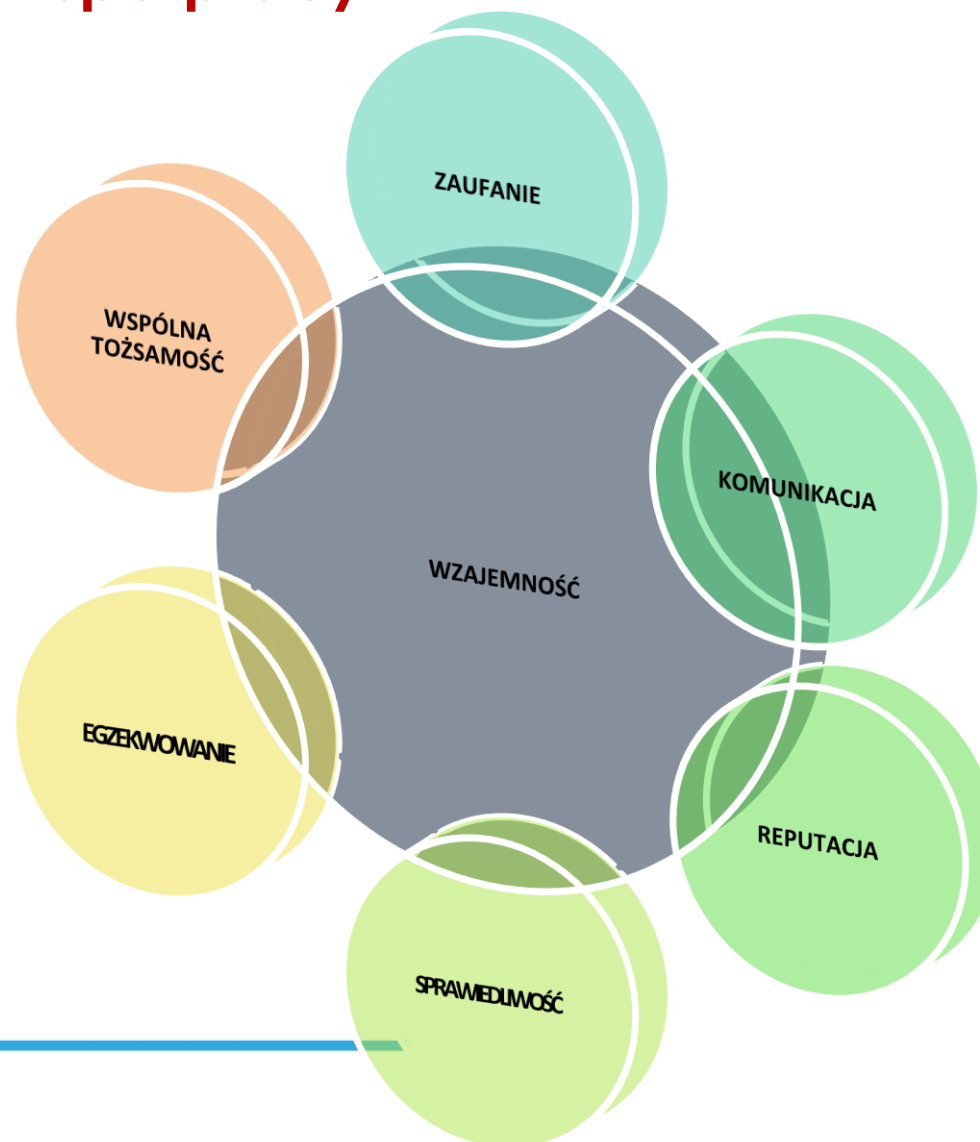 ZAUFANIE
WSPÓLNA
TOŻSAMOŚĆ
KOMUNIKACJA
WZAJEMNOŚĆ
EGZEKWOWANIE
REPUTACJA
SPRAWIEDLIWOŚĆ